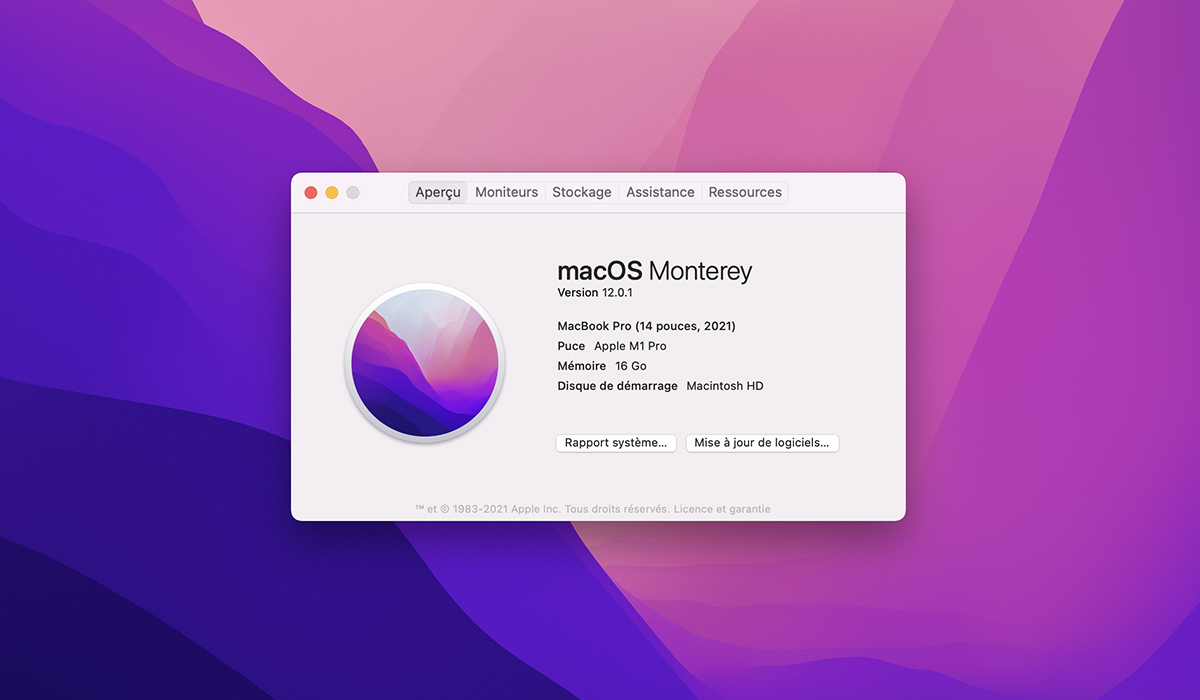 Aperçu Moniteurs Stockage Assistance Ressources
macOS Monterey
Version 12.0.1
MacBook Pro (14 pouces, 2021)
Puce Apple M1 Pro
Mémoire 16 Go
Disque de démarrage Macintosh HD
Rapport système... Mise à jour de logiciels...
™ et © 1983-2021 Apple Inc. Tous droits réservés. Licence et garantie